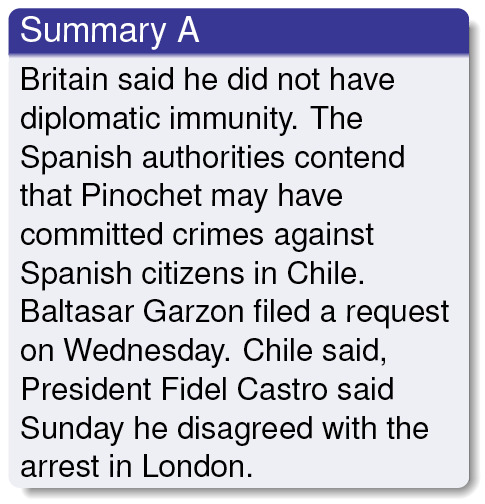 Summary A
Britain said he did not have
diplomatic immunity. The
Spanish authorities contend
that Pinochet may have
committed crimes against
Spanish citizens in Chile.
Baltasar Garzon filed a request
on Wednesday. Chile said,
President Fidel Castro said
Sunday he disagreed with the
arrest in London.